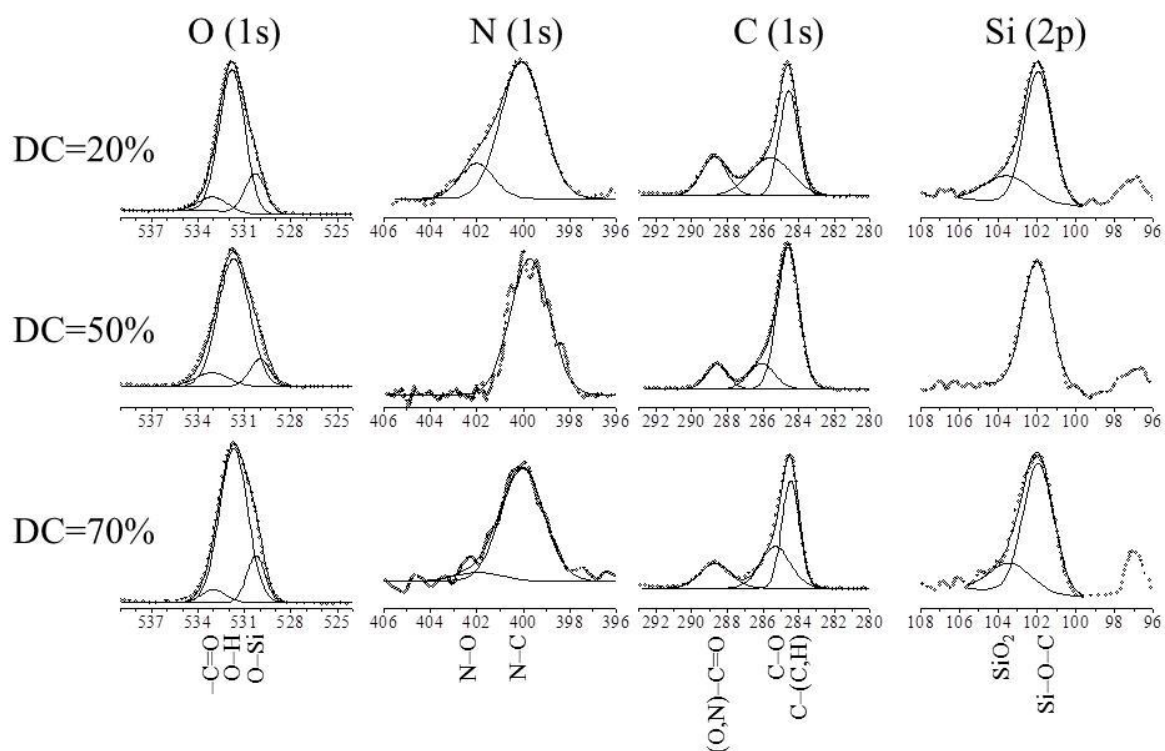 O (1s) N (1s) C (1s) Si (2p)
DC=20%
537 534 531 528 525 406 404 402 400 398 396 292 290 288 286 284 282 280 108 106 104 102 100 98 96
DC=50%
537 534 531 528 525 406 404 402 400 398 396 292 290 288 286 284 282 280 108 106 104 102 100 98 96
DC=70%
537 534 531 528 525 406 404 402 400 398 396 292 290 288 286 284 282 280 108 106 104 102 100 98 96
–C=O
O–H
O–Si
N–O
N–C
(O,N)–C=O
C–O
C–(C,H)
SiO₂
Si–O–C